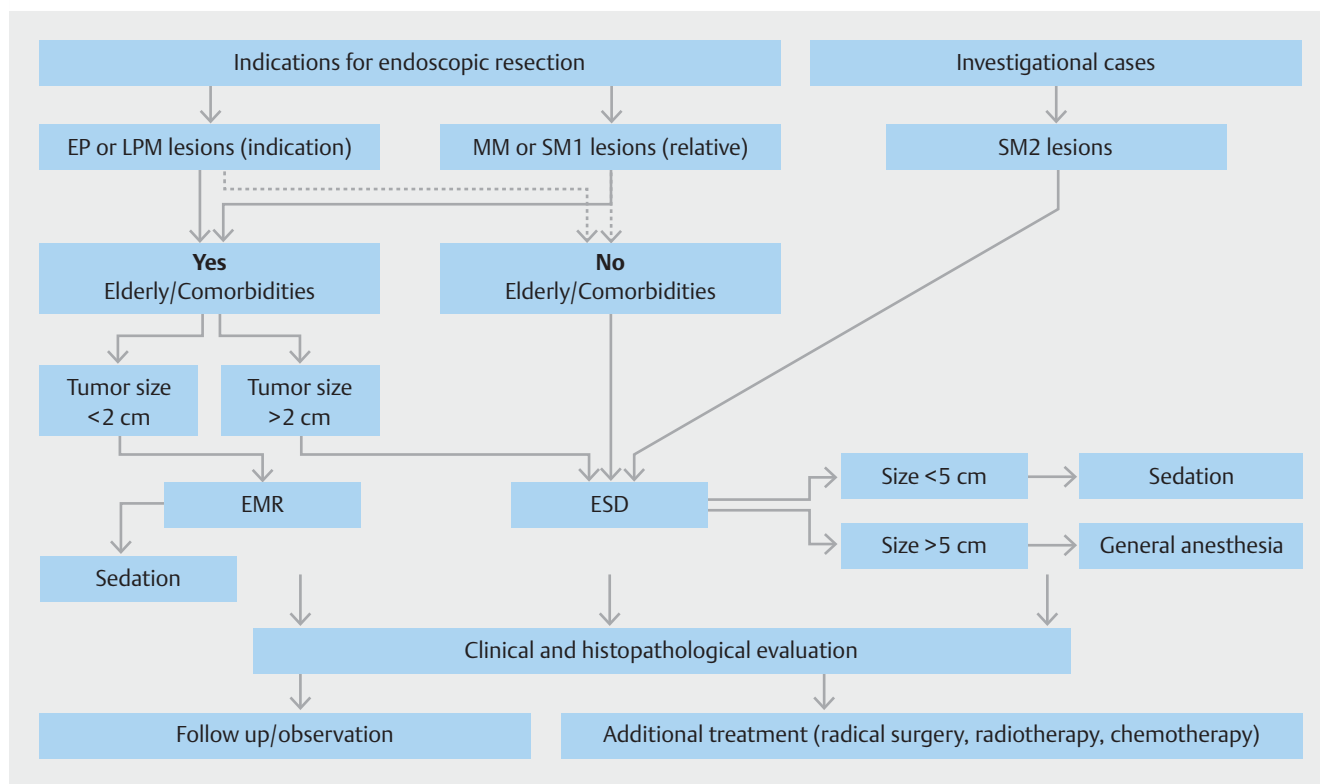 Indications for endoscopic resection
Investigational cases
EP or LPM lesions (indication)
MM or SM1 lesions (relative)
SM2 lesions
Yes
Elderly/Comorbidities
No
Elderly/Comorbidities
Tumor size
<2 cm
Tumor size
>2 cm
EMR
ESD
Size <5 cm
Sedation
Size >5 cm
General anesthesia
Sedation
Clinical and histopathological evaluation
Follow up/observation
Additional treatment (radical surgery, radiotherapy, chemotherapy)